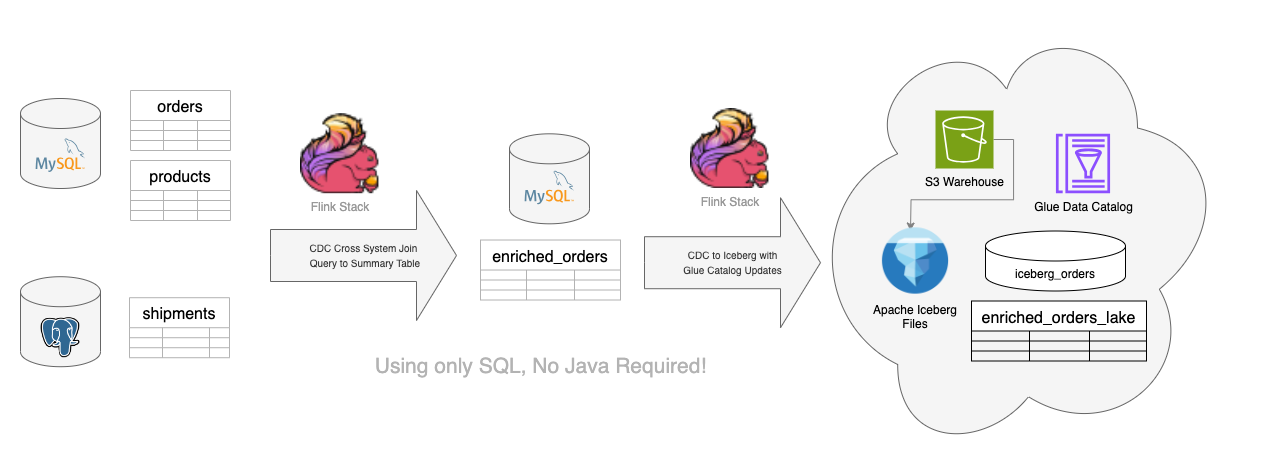 MySQL
orders
products
shipments
Flink Stack
CDC Cross System Join
Query to Summary Table
MySQL
enriched_orders
Flink Stack
CDC to Iceberg with
Glue Catalog Updates
Using only SQL, No Java Required!
S3 Warehouse
Glue Data Catalog
Apache Iceberg
Files
iceberg_orders
enriched_orders_lake